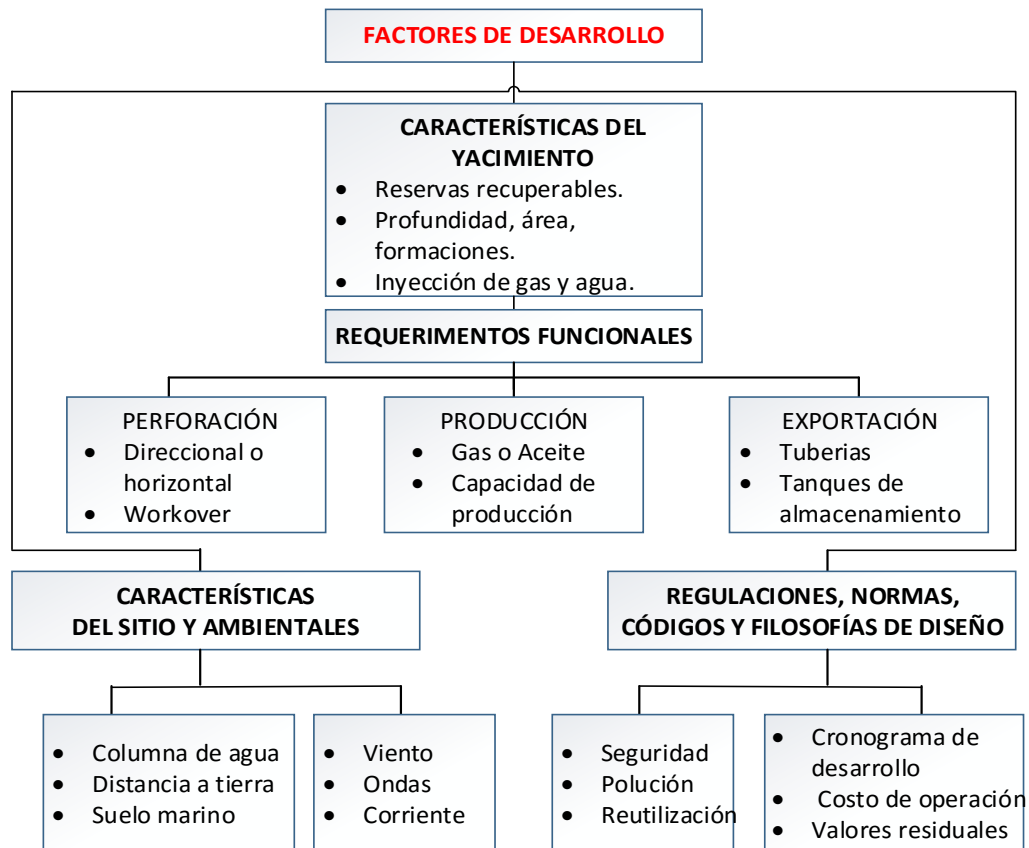 FACTORES DE DESARROLLO
CARACTERÍSTICAS DEL
YACIMIENTO
• Reservas recuperables.
• Profundidad, área,
formaciones.
• Inyección de gas y agua.
REQUERIMENTOS FUNCIONALES
PERFORACIÓN
• Direccional o
horizontal
• Workover
PRODUCCIÓN
• Gas o Aceite
• Capacidad de
producción
EXPORTACIÓN
• Tuberias
• Tanques de
almacenamiento
CARACTERÍSTICAS
DEL SITIO Y AMBIENTALES
REGULACIONES, NORMAS,
CÓDIGOS Y FILOSOFÍAS DE DISEÑO
• Columna de agua
• Distancia a tierra
• Suelo marino
• Viento
• Ondas
• Corriente
• Seguridad
• Polución
• Reutilización
• Cronograma de
desarrollo
• Costo de operación
• Valores residuales